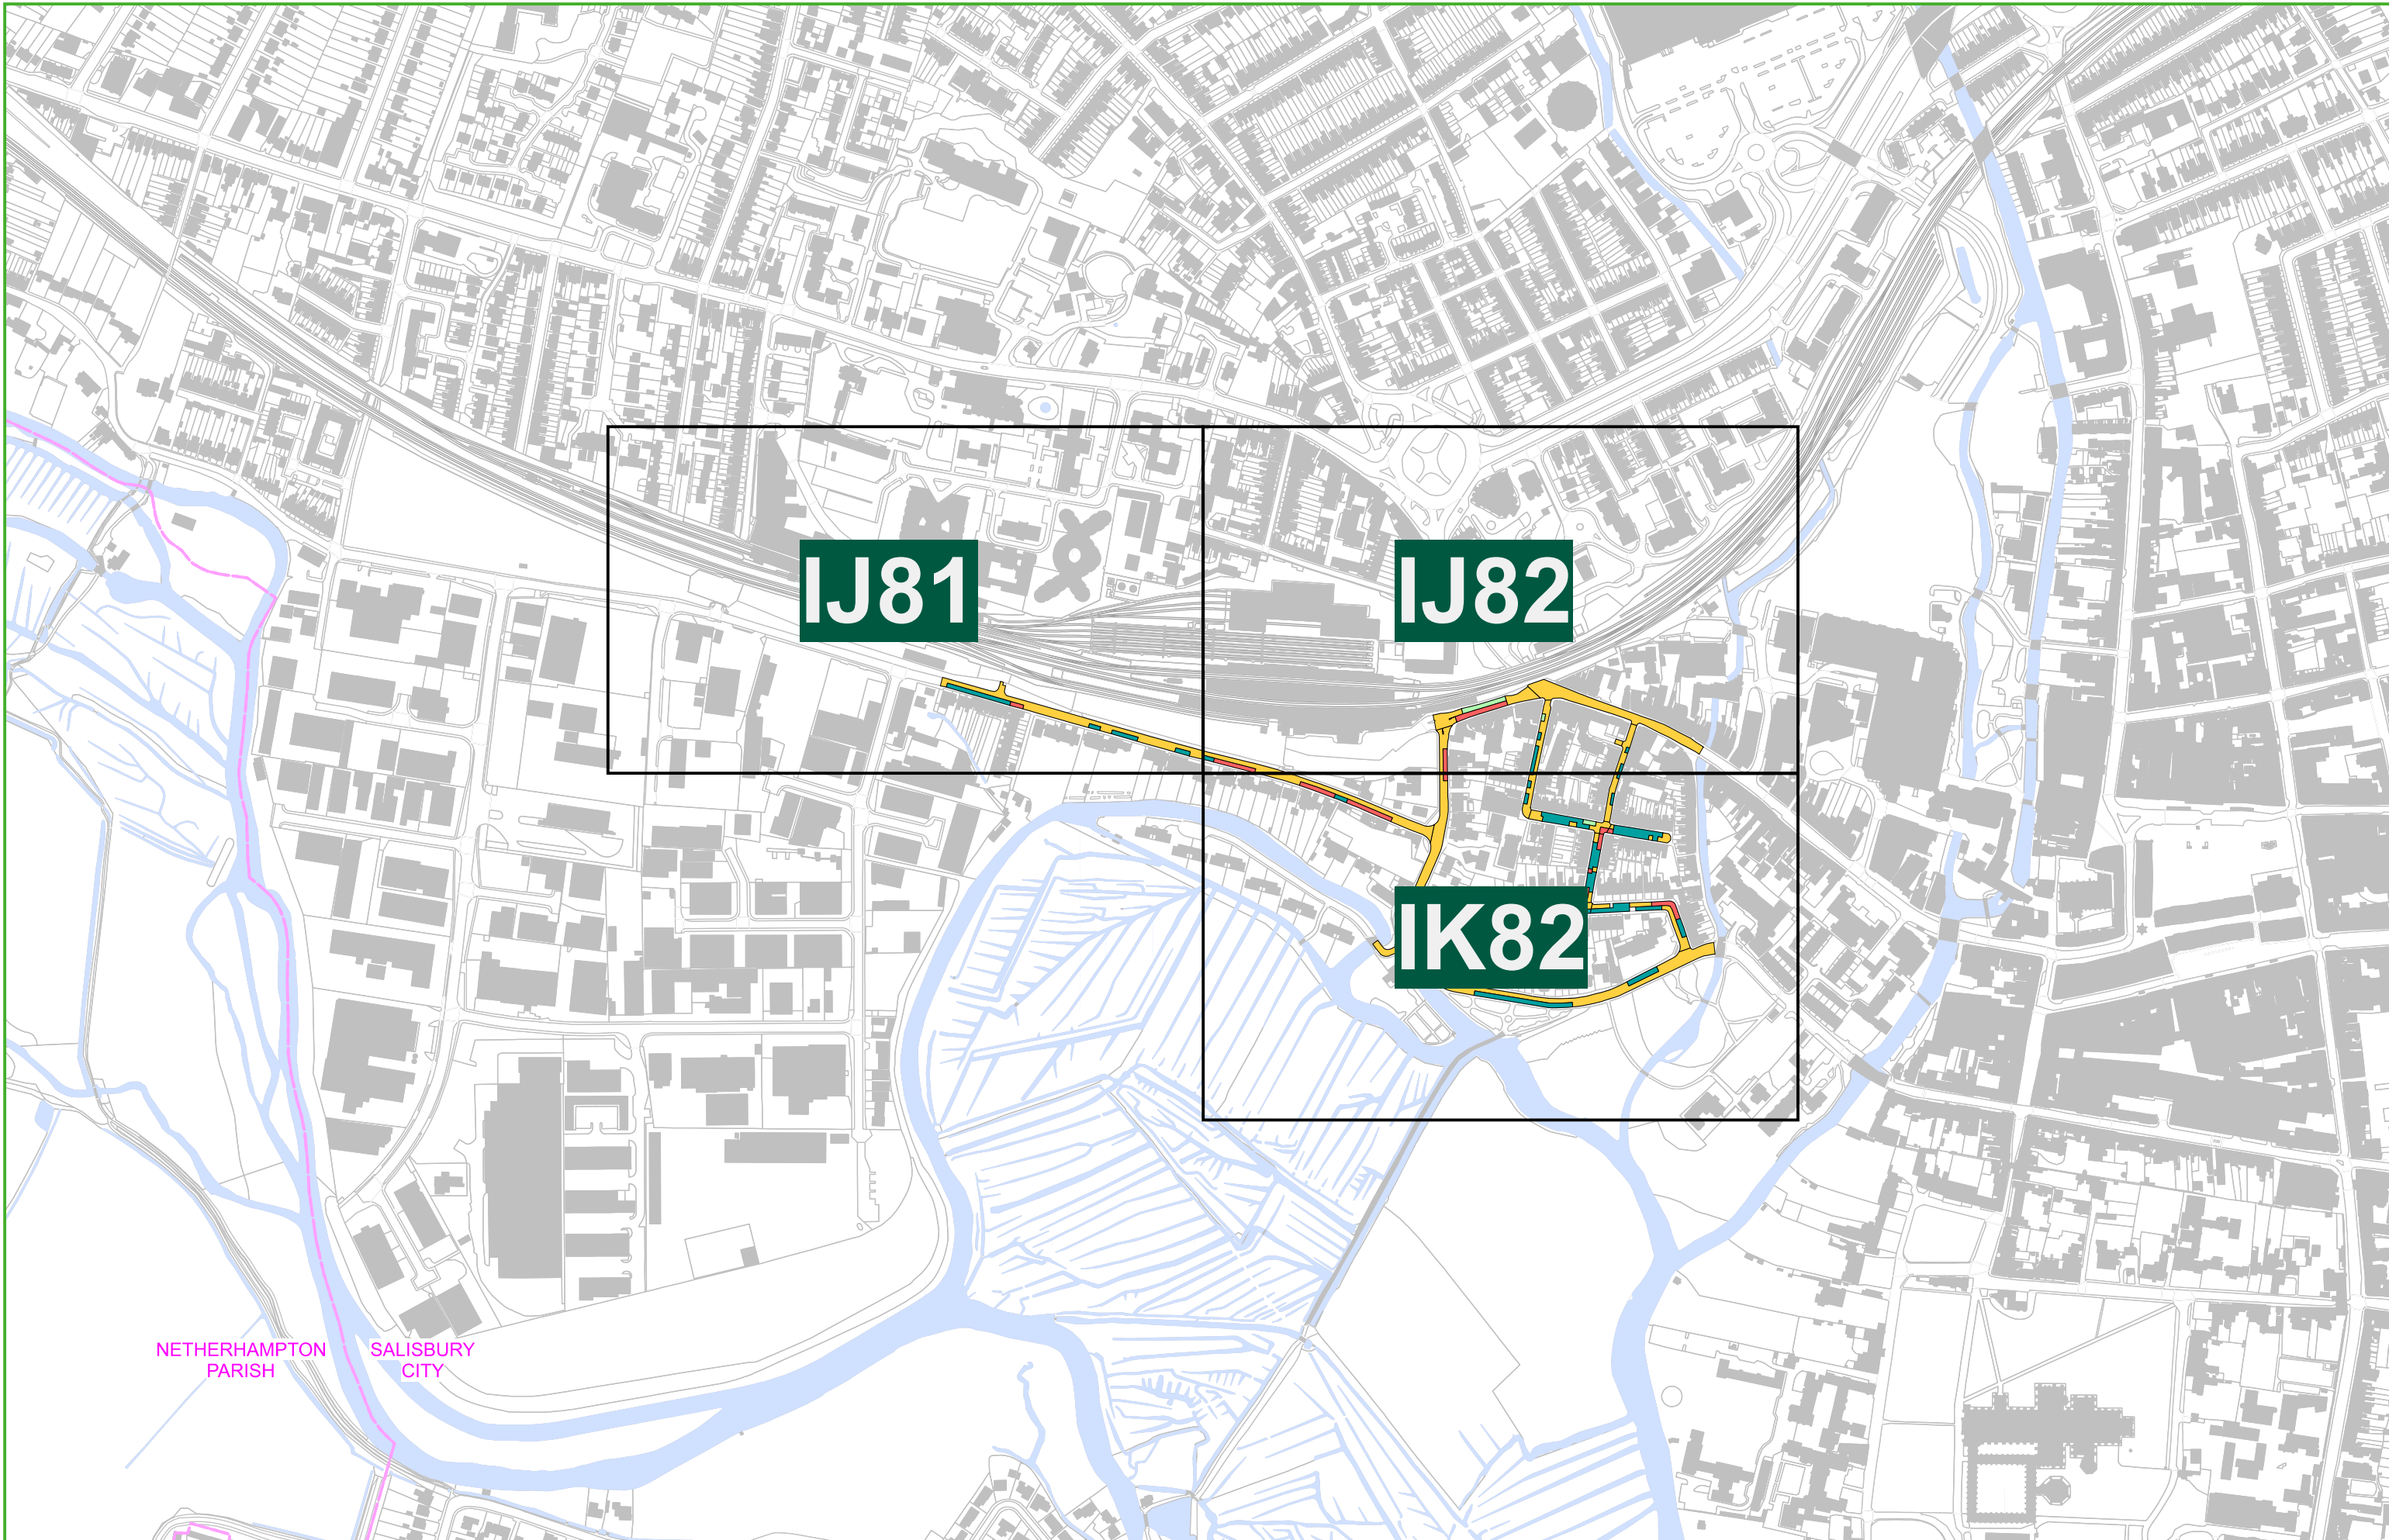 IJ81
IJ82
IK82
NETHERHAMPTON
PARISH
SALISBURY
CITY